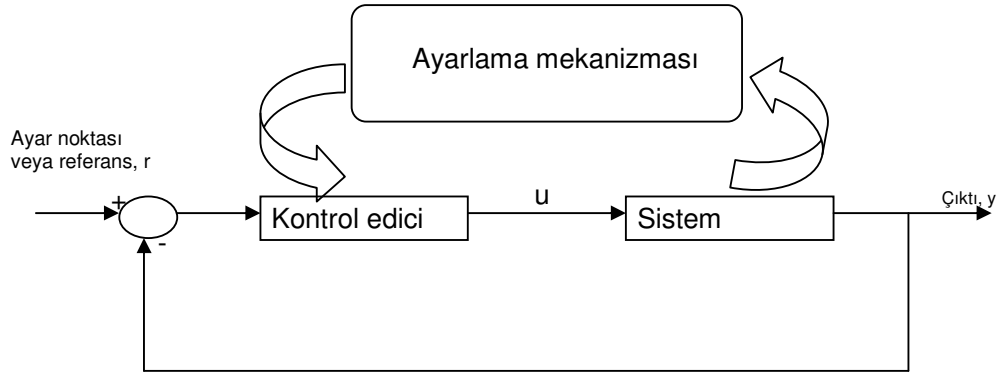 Ayarlama mekanizması
Ayar noktası
veya referans, r
+
-
Kontrol edici
u
Sistem
Çıktı, y